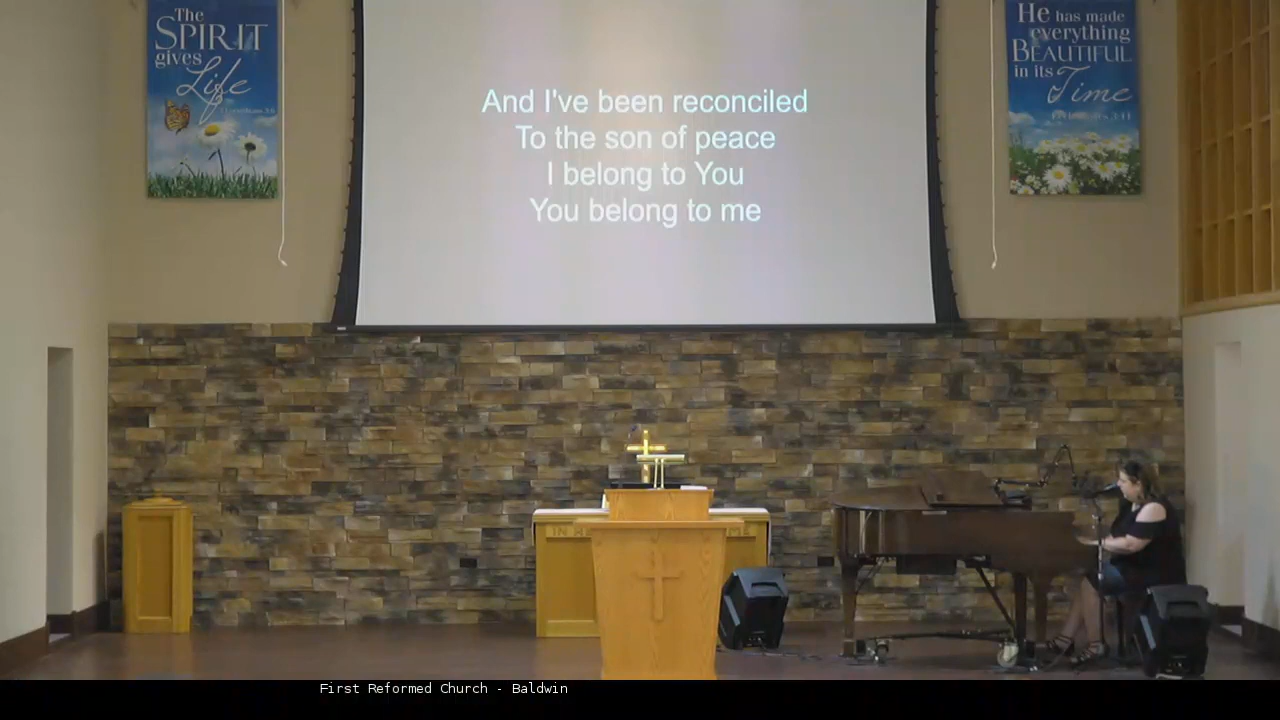 The
SPIRIT
gives
Life
He has made
everything
BEAUTIFUL
in its
Time
And I've been reconciled
To the son of peace
I belong to You
You belong to me
First Reformed Church - Baldwin